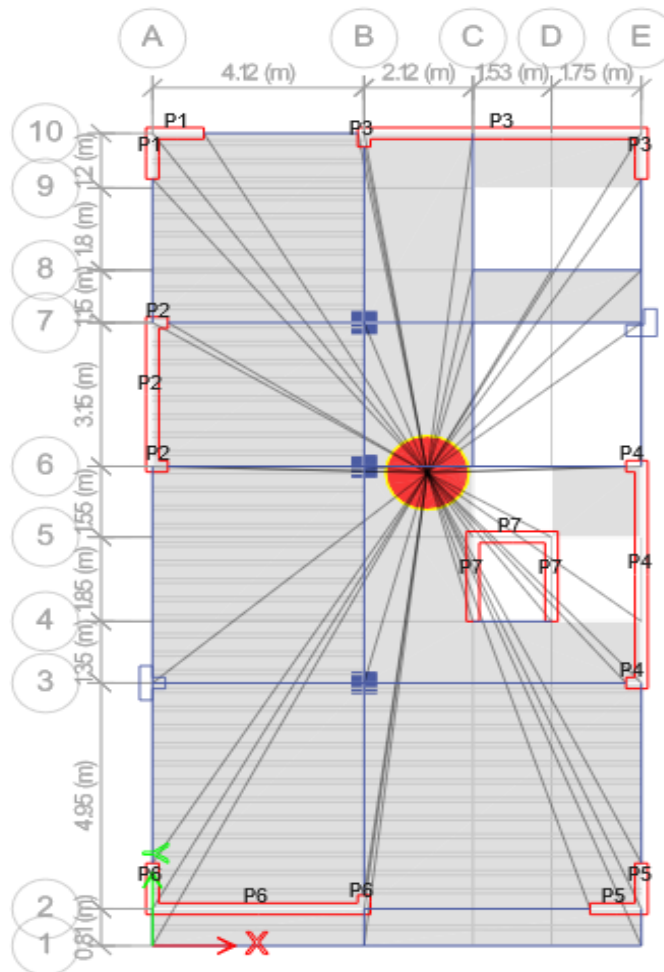 A B C D E
4.12 (m) 2.12 (m) 1.53 (m) 1.75 (m)
10 P1 P3 P3
P1 P3
1.2 (m)
9
1.8 (m)
8
1.15 (m)
7 P2
3.15 (m) P2
6 P2 P4
1.55 (m)
5 P7
1.85 (m) P7 P7 P4
4
1.35 (m)
3 P4
4.95 (m)
Y
P6 P5
2 P6 P6 P5
0.81 (m)
1 X